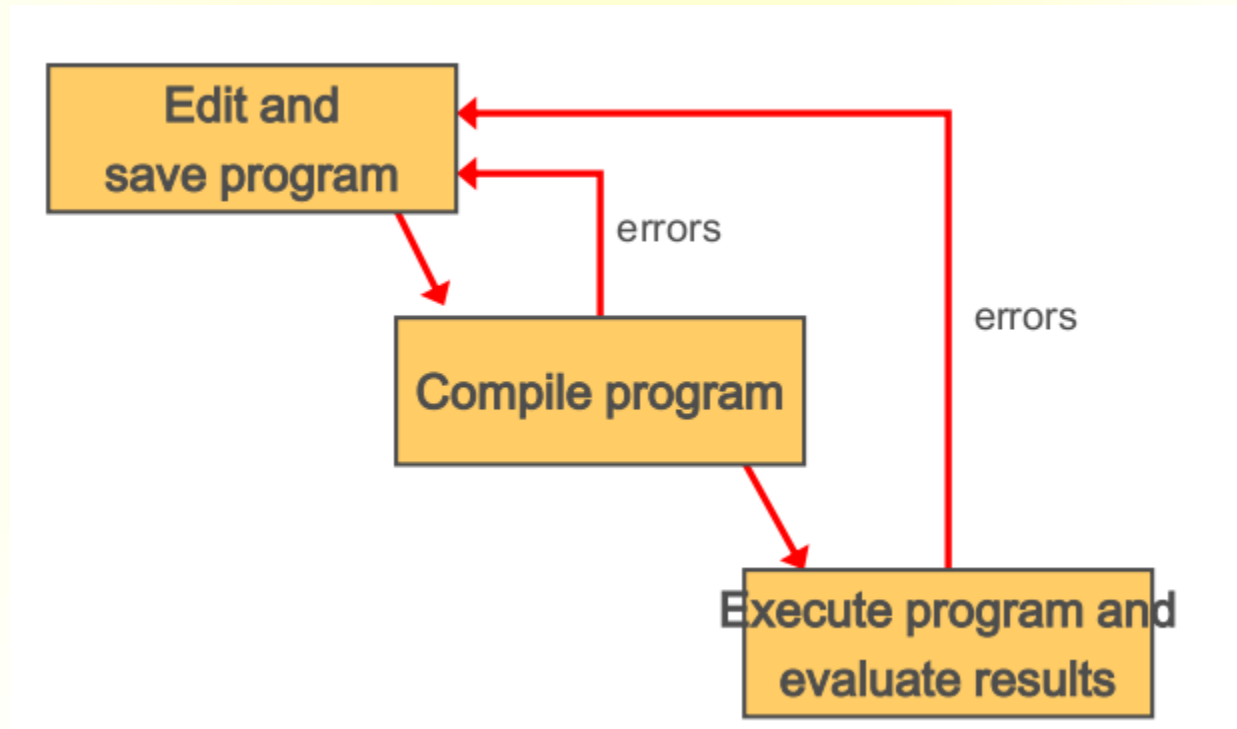 Edit and
save program
errors
errors
Compile program
Execute program and
evaluate results